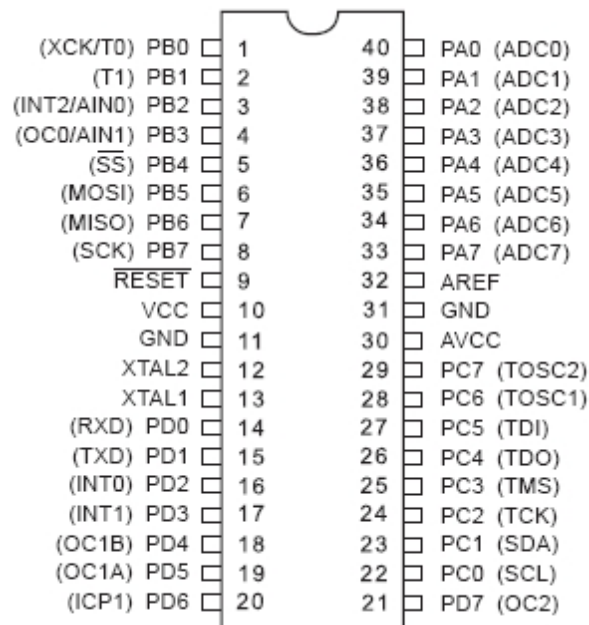 (XCK/T0) PB0 1 40 PA0 (ADC0)
(T1) PB1 2 39 PA1 (ADC1)
(INT2/AIN0) PB2 3 38 PA2 (ADC2)
(OC0/AIN1) PB3 4 37 PA3 (ADC3)
(S̅S̅) PB4 5 36 PA4 (ADC4)
(MOSI) PB5 6 35 PA5 (ADC5)
(MISO) PB6 7 34 PA6 (ADC6)
(SCK) PB7 8 33 PA7 (ADC7)
R̅E̅S̅E̅T̅ 9 32 AREF
VCC 10 31 GND
GND 11 30 AVCC
XTAL2 12 29 PC7 (TOSC2)
XTAL1 13 28 PC6 (TOSC1)
(RXD) PD0 14 27 PC5 (TDI)
(TXD) PD1 15 26 PC4 (TDO)
(INT0) PD2 16 25 PC3 (TMS)
(INT1) PD3 17 24 PC2 (TCK)
(OC1B) PD4 18 23 PC1 (SDA)
(OC1A) PD5 19 22 PC0 (SCL)
(ICP1) PD6 20 21 PD7 (OC2)